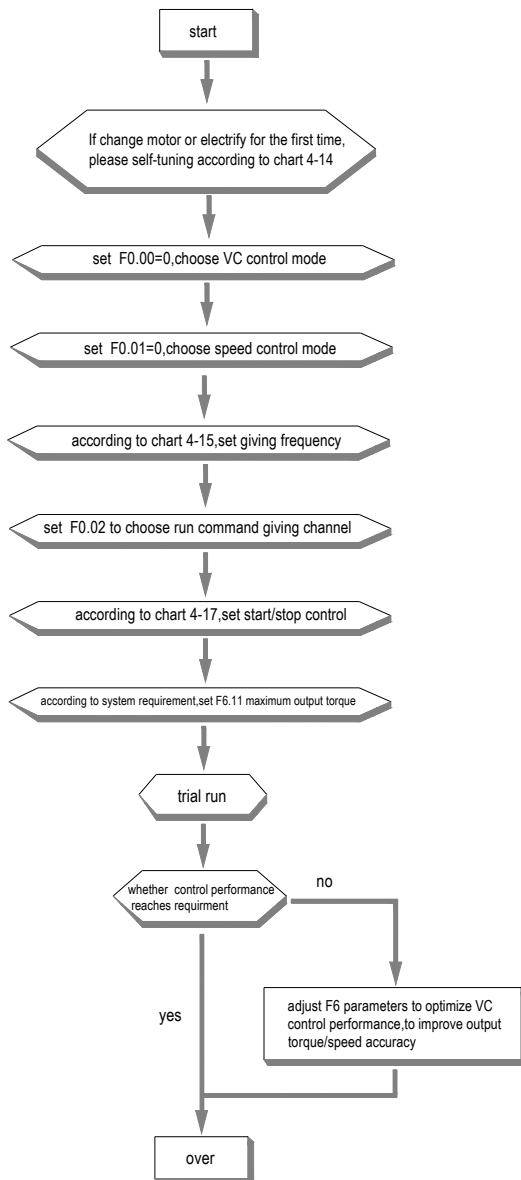 start
If change motor or electrify for the first time,
please self-tuning according to chart 4-14
set F0.00=0,choose VC control mode
set F0.01=0,choose speed control mode
according to chart 4-15,set giving frequency
set F0.02 to choose run command giving channel
according to chart 4-17,set start/stop control
according to system requirement,set F6.11 maximum output torque
trial run
whether control performance
reaches requirment
no
adjust F6 parameters to optimize VC
control performance,to improve output
torque/speed accuracy
yes
over